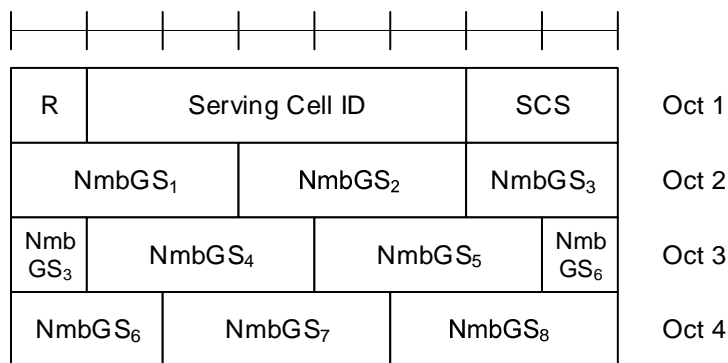 R Serving Cell ID SCS Oct 1
NmbGS₁ NmbGS₂ NmbGS₃ Oct 2
Nmb GS₃ NmbGS₄ NmbGS₅ Nmb GS₆ Oct 3
NmbGS₆ NmbGS₇ NmbGS₈ Oct 4